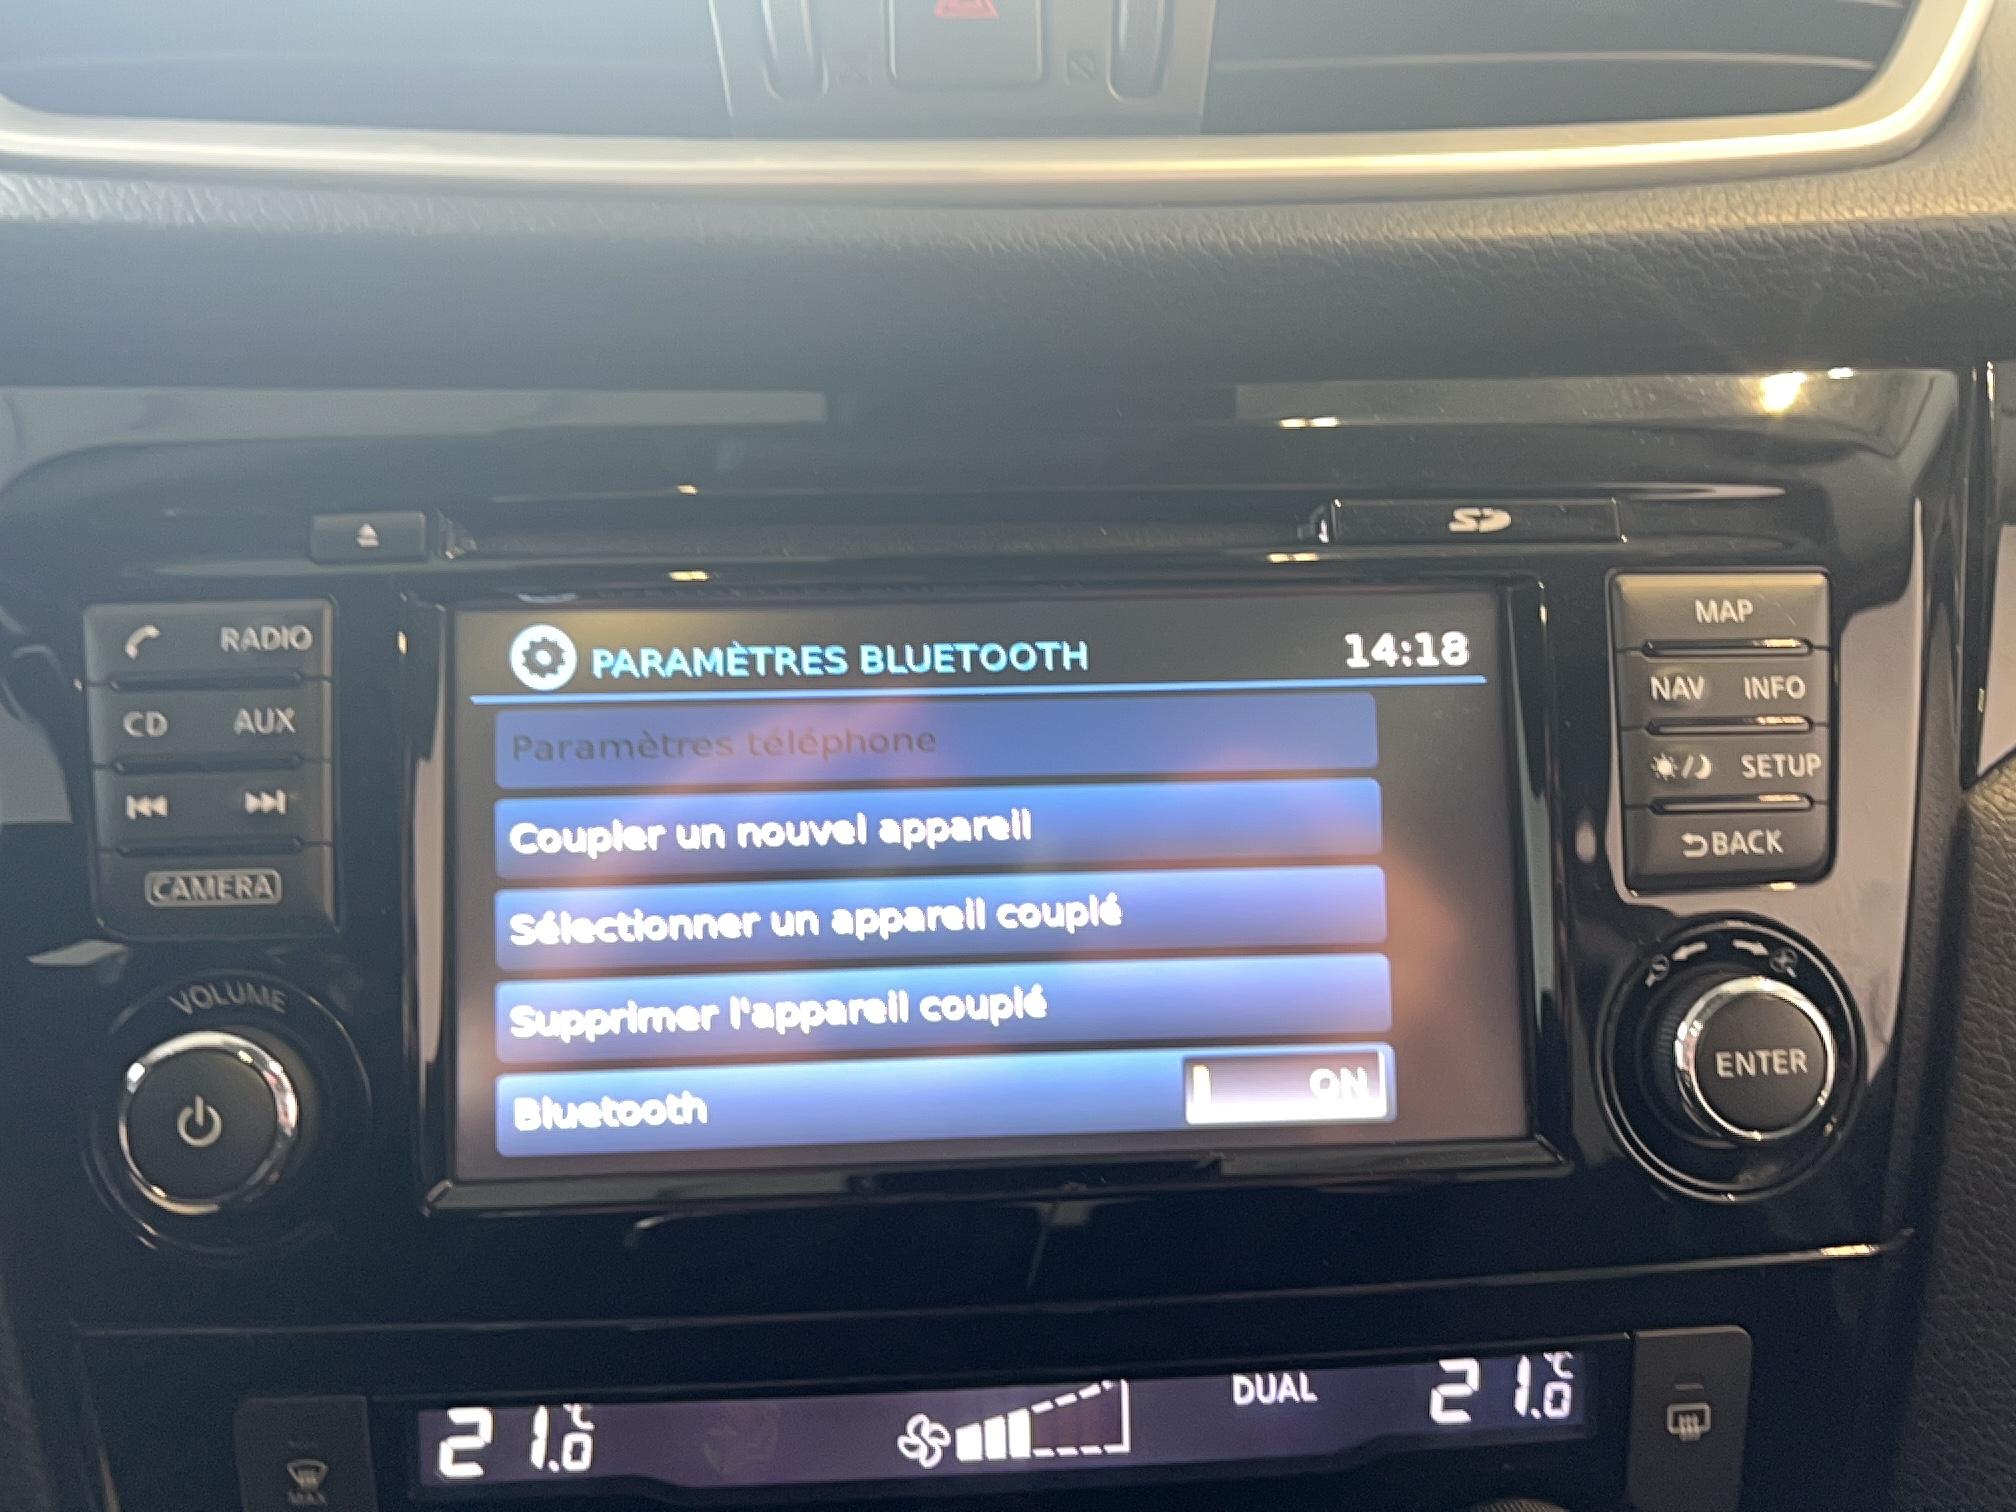 SD
RADIO
CD AUX
CAMERA
VOLUME
PARAMÈTRES BLUETOOTH 14:18
Paramètres téléphone
Coupler un nouvel appareil
Sélectionner un appareil couplé
Supprimer l'appareil couplé
Bluetooth ON
MAP
NAV INFO
SETUP
BACK
ENTER
21.0 °C
DUAL
21.0 °C
MAX